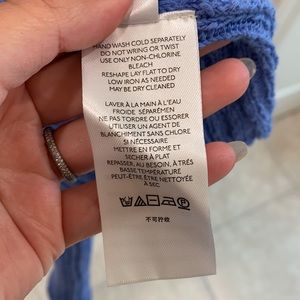 HAND WASH COLD SEPARATELY
DO NOT WRING OR TWIST
USE ONLY NON-CHLORINE
BLEACH
RESHAPE LAY FLAT TO DRY
LOW IRON AS NEEDED
MAY BE DRY CLEANED
LAVER À LA MAIN À L'EAU
FROIDE, SÉPARÉMEN
NE PAS TORDRE OU ESSORER
UTILISER UN AGENT DE
BLANCHIMENT SANS CHLORE
SI NÉCESSAIRE
METTRE EN FORME ET
SÉCHER À PLAT
REPASSER, AU BESOIN, À TRÈS
BASSE TEMPÉRATURE
PEUT-ÊTRE ÊTRE NETTOYÉE
À SEC
不可拧绞